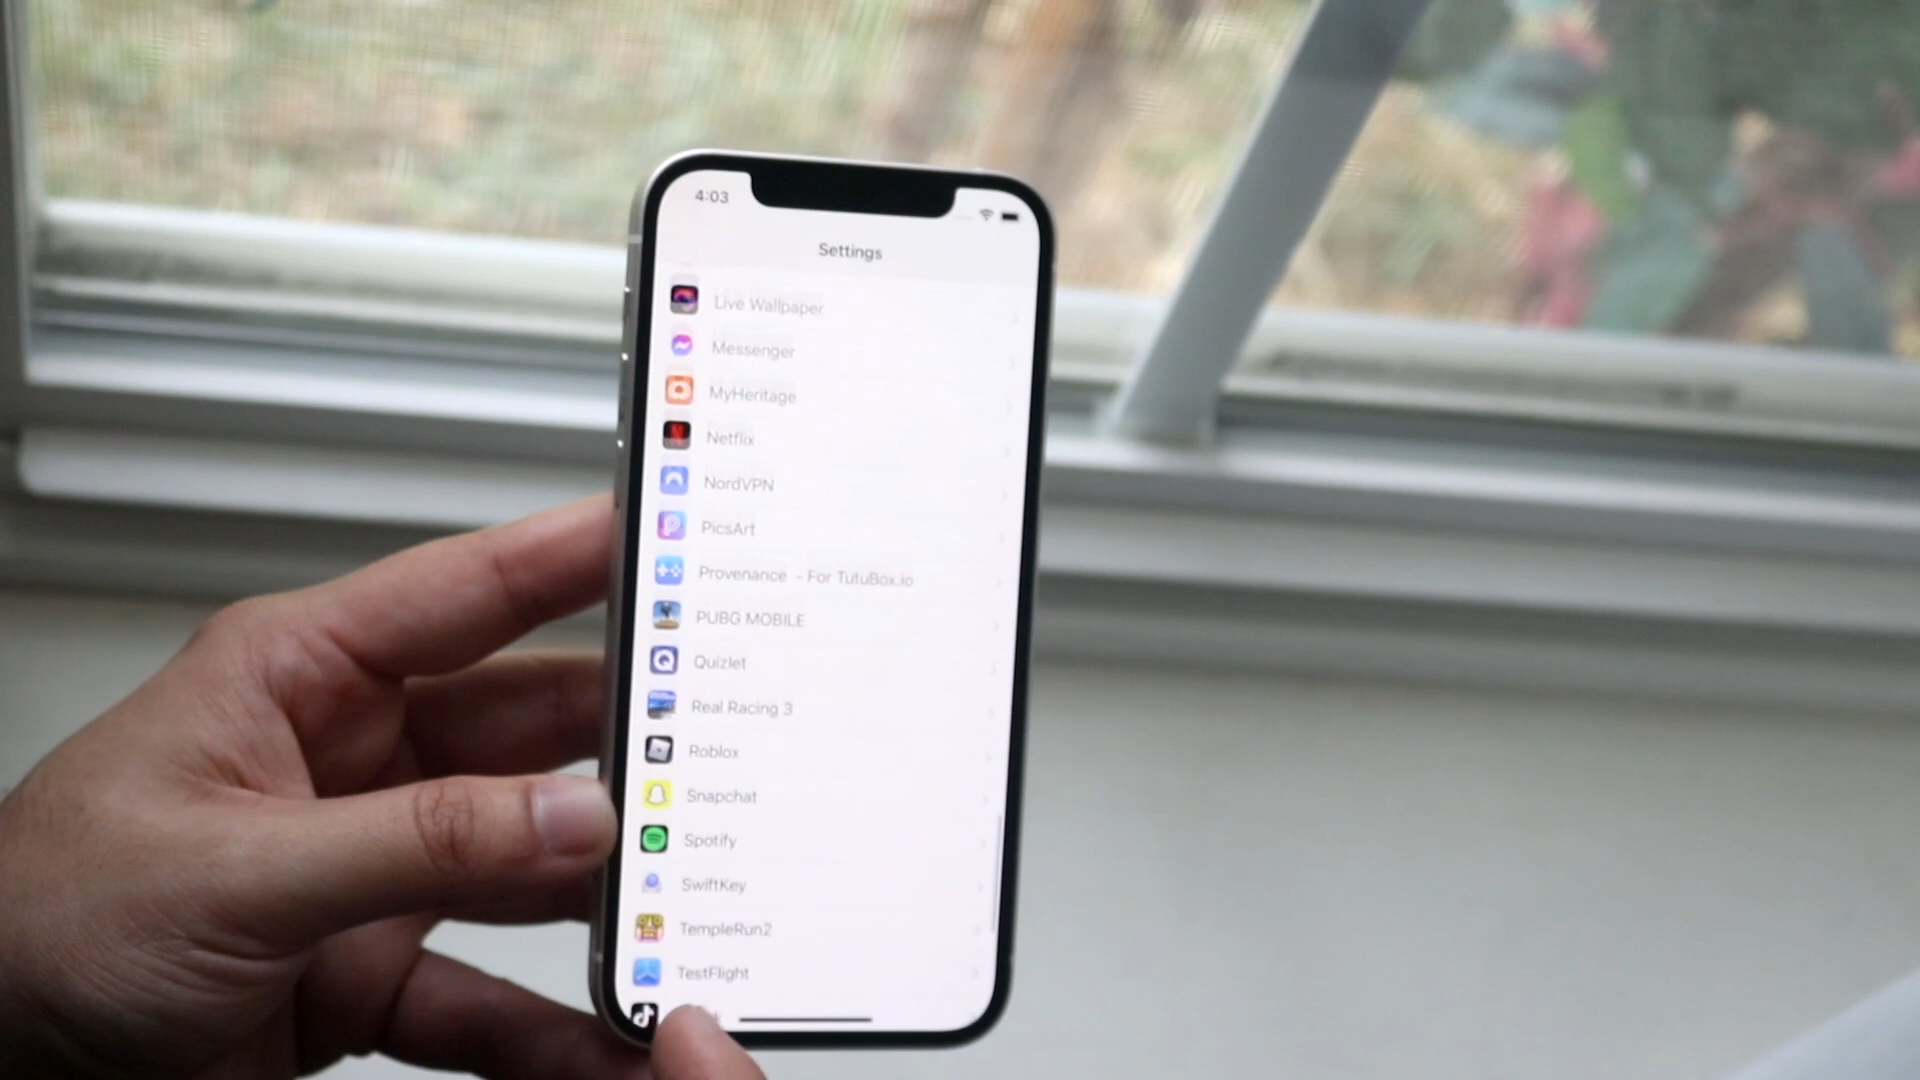 4:03
Settings
Live Wallpaper
Messenger
MyHeritage
Netflix
NordVPN
PicsArt
Provenance - For TutuBox.io
PUBG MOBILE
Quizlet
Real Racing 3
Roblox
Snapchat
Spotify
SwiftKey
TempleRun2
TestFlight